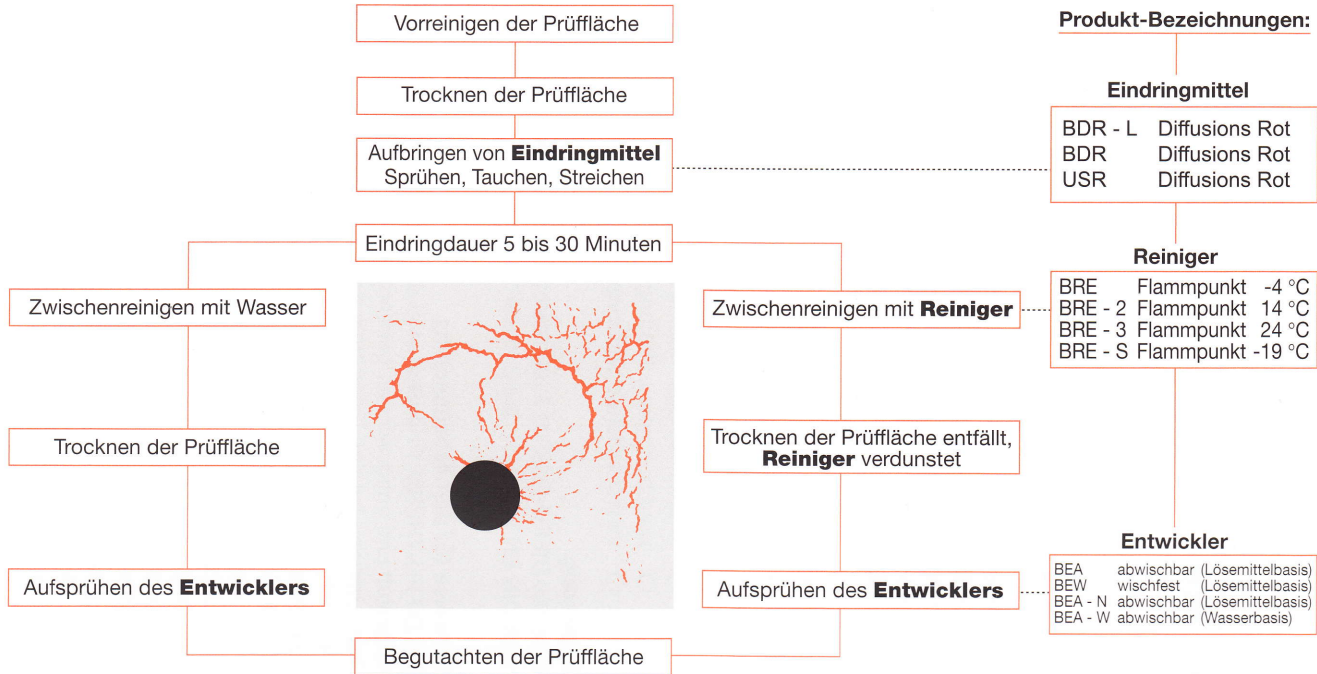 Vorreinigen der Prüffläche
Trocknen der Prüffläche
Aufbringen von Eindringmittel
Sprühen, Tauchen, Streichen
Eindringdauer 5 bis 30 Minuten
Zwischenreinigen mit Wasser
Trocknen der Prüffläche
Aufsprühen des Entwicklers
Zwischenreinigen mit Reiniger
Trocknen der Prüffläche entfällt,
Reiniger verdunstet
Aufsprühen des Entwicklers
Begutachten der Prüffläche
Produkt-Bezeichnungen:
Eindringmittel
BDR - L Diffusions Rot
BDR Diffusions Rot
USR Diffusions Rot
Reiniger
BRE Flammpunkt -4 °C
BRE - 2 Flammpunkt 14 °C
BRE - 3 Flammpunkt 24 °C
BRE - S Flammpunkt -19 °C
Entwickler
BEA abwischbar (Lösemittelbasis)
BEW wischfest (Lösemittelbasis)
BEA - N abwischbar (Lösemittelbasis)
BEA - W abwischbar (Wasserbasis)